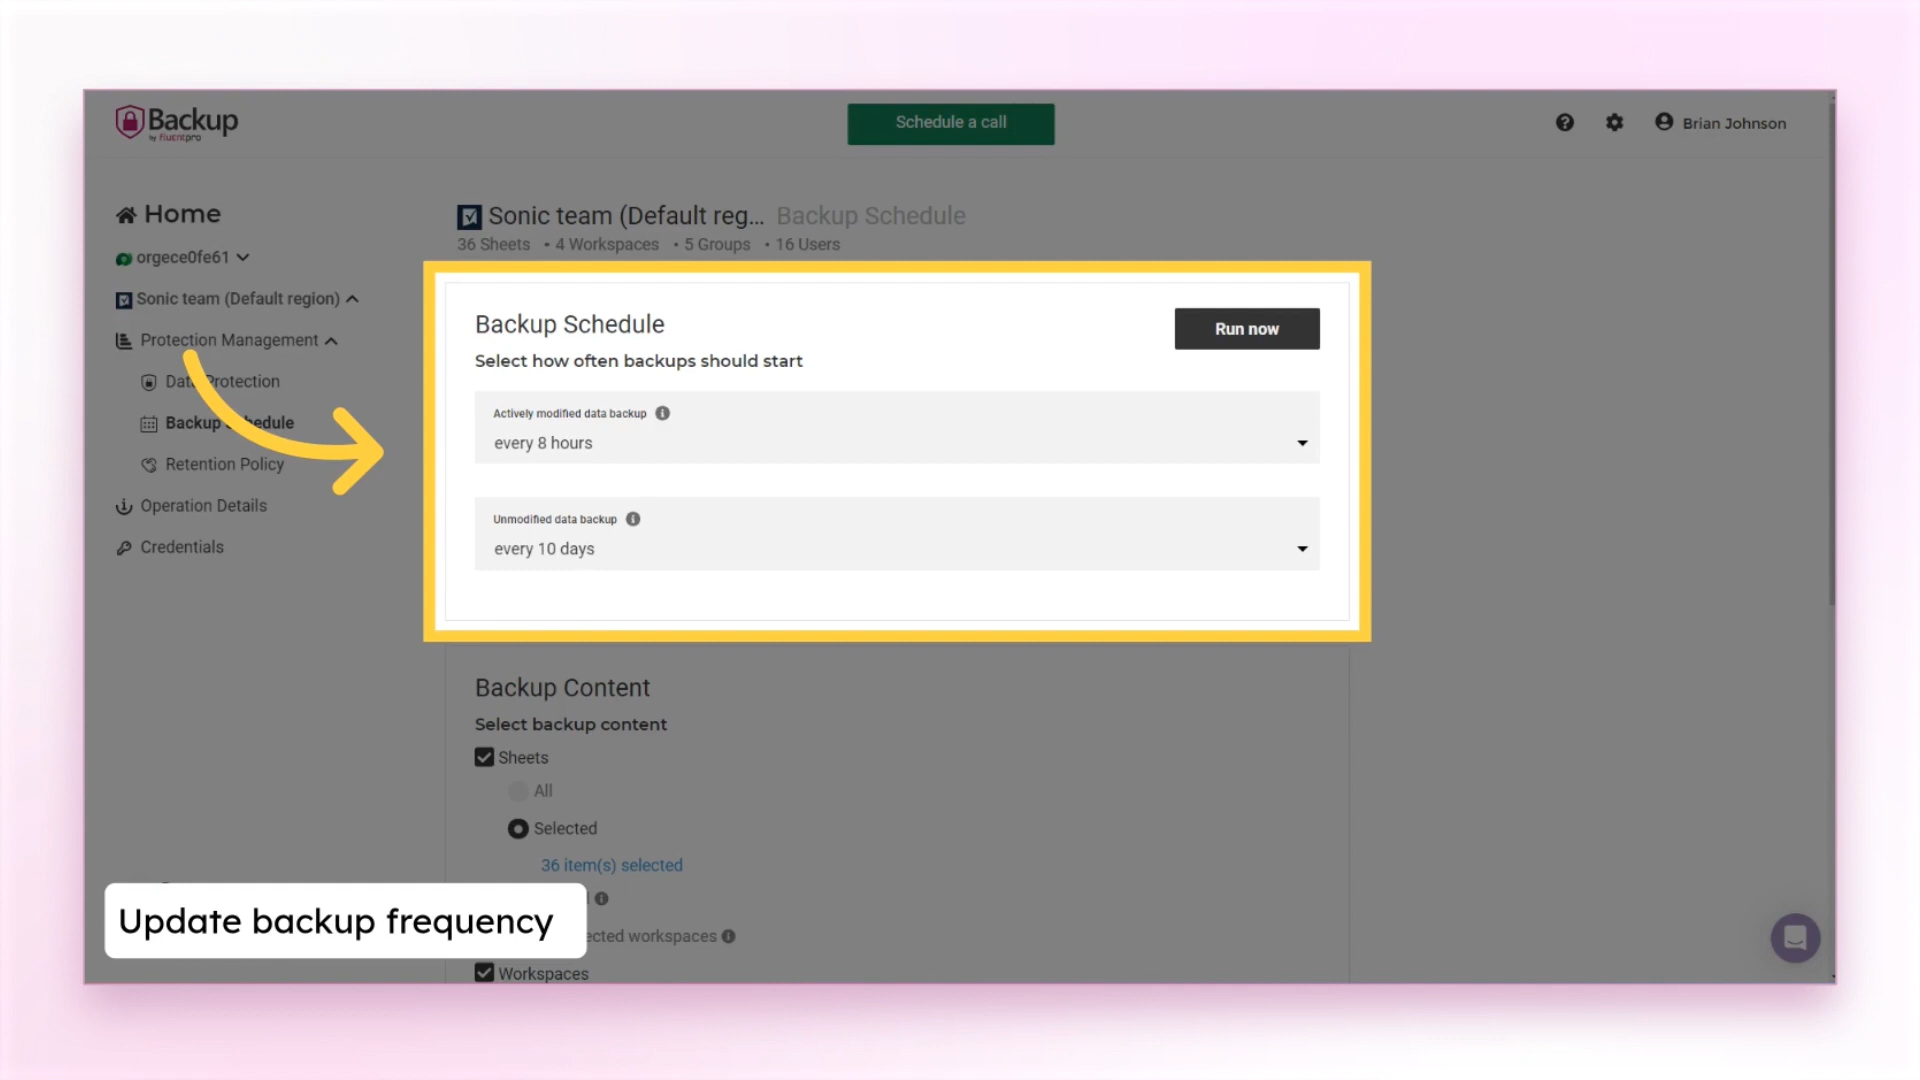 Backup
by fluentpro
Schedule a call
Brian Johnson
Home
orgece0fe61
Sonic team (Default region)
Protection Management
Data Protection
Backup Schedule
Retention Policy
Operation Details
Credentials
Sonic team (Default reg... Backup Schedule
36 Sheets • 4 Workspaces • 5 Groups • 16 Users
Backup Schedule
Run now
Select how often backups should start
Actively modified data backup
every 8 hours
Unmodified data backup
every 10 days
Backup Content
Select backup content
Sheets
All
Selected
36 item(s) selected
workspaces
Workspaces
Update backup frequency